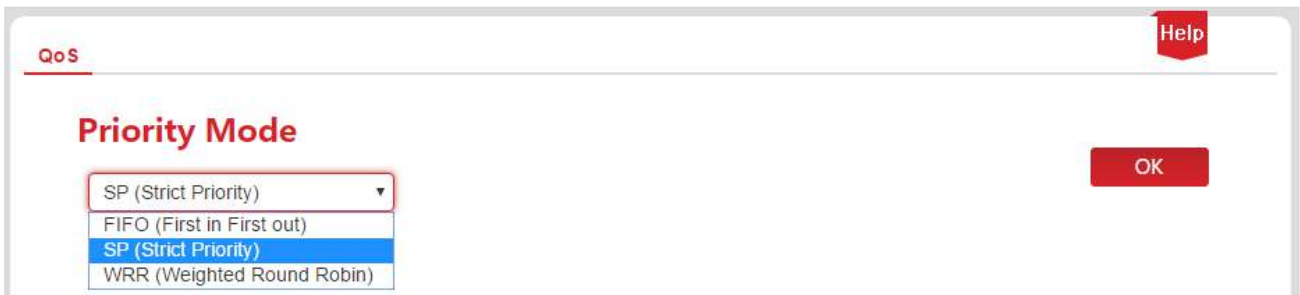 Help
QoS
Priority Mode
OK
SP (Strict Priority)
FIFO (First in First out)
SP (Strict Priority)
WRR (Weighted Round Robin)